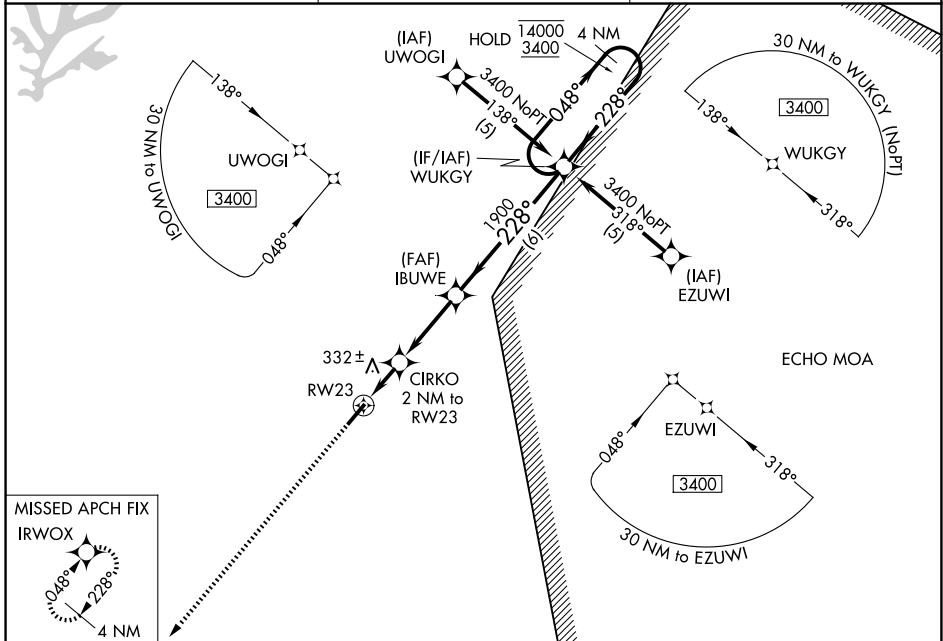 (IAF)
UWOGI
HOLD
14000
3400
4 NM
048°
228°
3400 NoPT
138°
(5)
(IF/IAF)
WUKGY
3400 NoPT
318°
(5)
(IAF)
EZUWI
1900
228°
(6)
(FAF)
IBUWE
332 ±
CIRKO
2 NM to
RW23
RW23
138°
UWOGI
3400
048°
30 NM to UWOGI
30 NM to WUKGY (NoPT)
3400
138°
WUKGY
318°
ECHO MOA
EZUWI
048°
318°
3400
30 NM to EZUWI
MISSED APCH FIX
IRWOX
048°
228°
4 NM